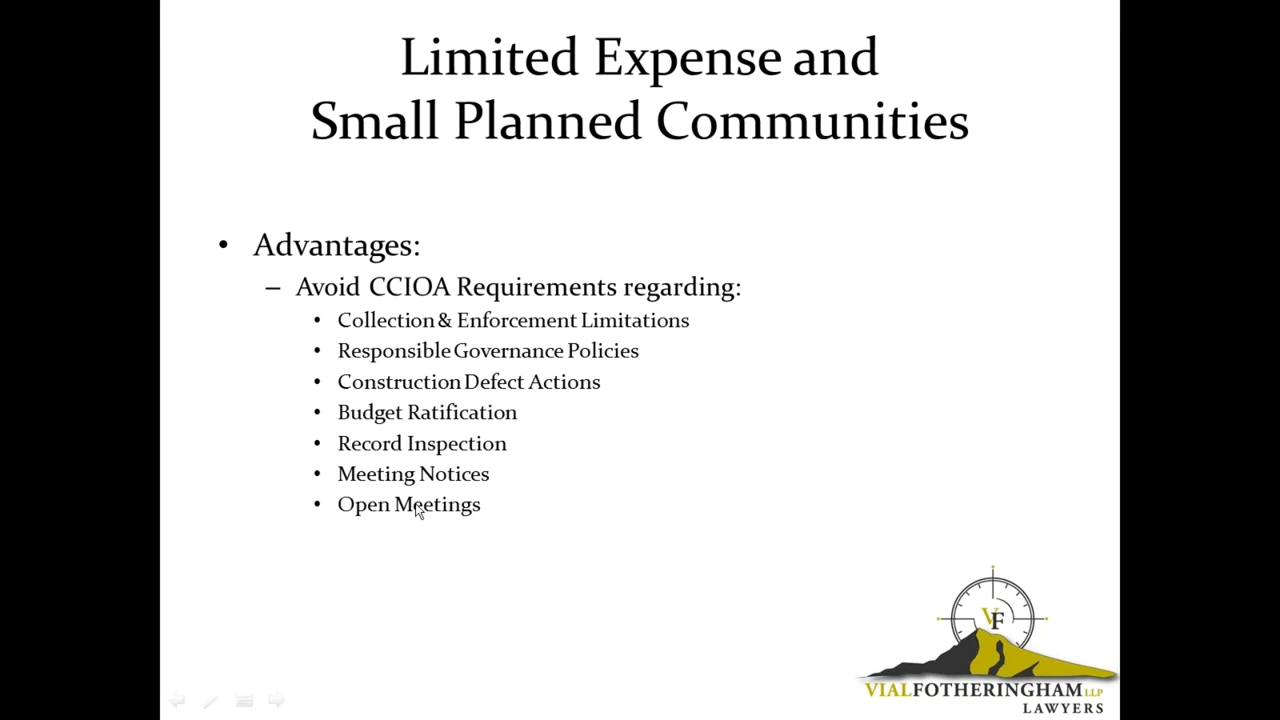 Limited Expense and
Small Planned Communities
• Advantages:
– Avoid CCIOA Requirements regarding:
• Collection & Enforcement Limitations
• Responsible Governance Policies
• Construction Defect Actions
• Budget Ratification
• Record Inspection
• Meeting Notices
• Open Meetings
VF
VIALFOTHERINGHAM LLP
LAWYERS